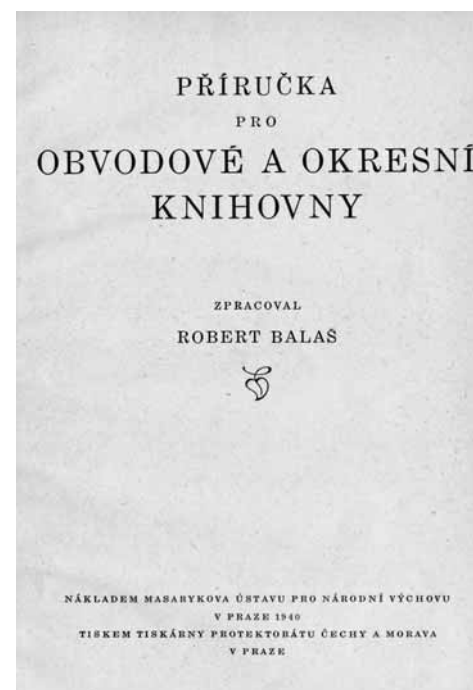 PŘÍRUČKA
PRO
OBVODOVÉ A OKRESNÍ
KNIHOVNY
ZPRACOVAL
ROBERT BALAŠ
NÁKLADEM MASARYKOVA ÚSTAVU PRO NÁRODNÍ VÝCHOVU
V PRAZE 1940
TISKEM TISKÁRNY PROTEKTORÁTU ČECHY A MORAVA
V PRAZE